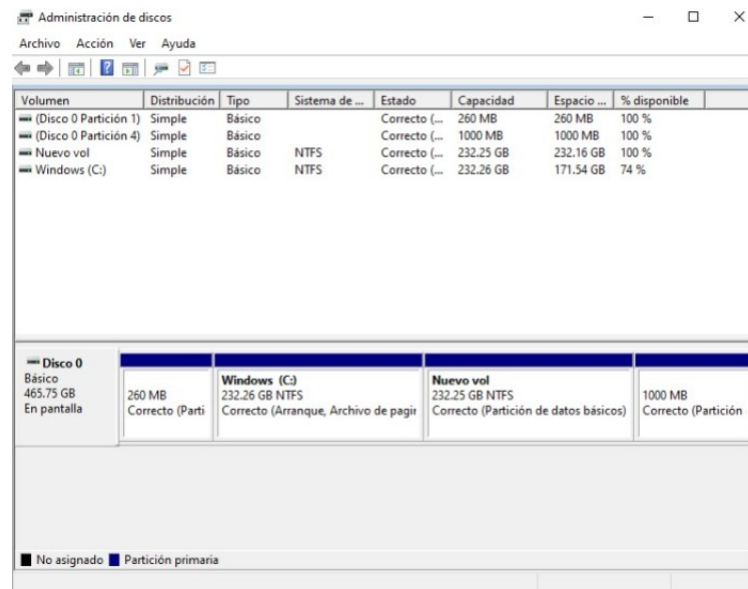 Administración de discos
Archivo Acción Ver Ayuda
Volumen Distribución Tipo Sistema de ... Estado Capacidad Espacio ... % disponible
(Disco 0 Partición 1) Simple Básico Correcto (... 260 MB 260 MB 100 %
(Disco 0 Partición 4) Simple Básico Correcto (... 1000 MB 1000 MB 100 %
Nuevo vol Simple Básico NTFS Correcto (... 232.25 GB 232.16 GB 100 %
Windows (C:) Simple Básico NTFS Correcto (... 232.26 GB 171.54 GB 74 %
Disco 0
Básico
465.75 GB
En pantalla
260 MB
Correcto (Parti
Windows (C:)
232.26 GB NTFS
Correcto (Arranque, Archivo de pagir
Nuevo vol
232.25 GB NTFS
Correcto (Partición de datos básicos)
1000 MB
Correcto (Partición
No asignado Partición primaria